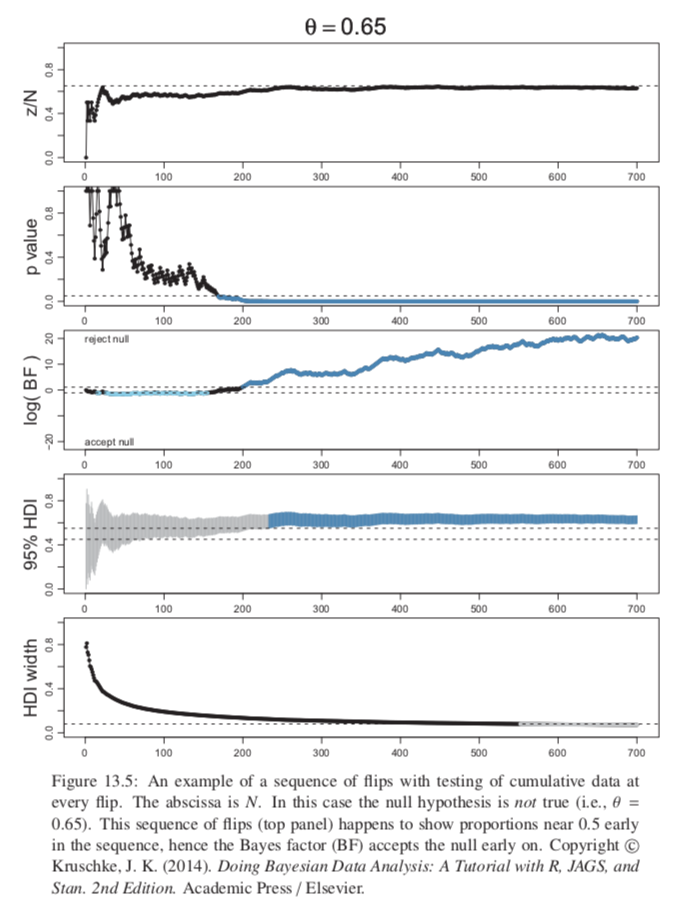 θ = 0.65
z/N
0.0 0.4 0.8
0 100 200 300 400 500 600 700
p value
0.0 0.4 0.8
0 100 200 300 400 500 600 700
log( BF )
−20 0 10 20
reject null
accept null
0 100 200 300 400 500 600 700
95% HDI
0.0 0.4 0.8
0 100 200 300 400 500 600 700
HDI width
0.0 0.4 0.8
0 100 200 300 400 500 600 700
Figure 13.5: An example of a sequence of flips with testing of cumulative data at
every flip. The abscissa is N. In this case the null hypothesis is not true (i.e., θ =
0.65). This sequence of flips (top panel) happens to show proportions near 0.5 early
in the sequence, hence the Bayes factor (BF) accepts the null early on. Copyright ©
Kruschke, J. K. (2014). Doing Bayesian Data Analysis: A Tutorial with R, JAGS, and
Stan. 2nd Edition. Academic Press / Elsevier.